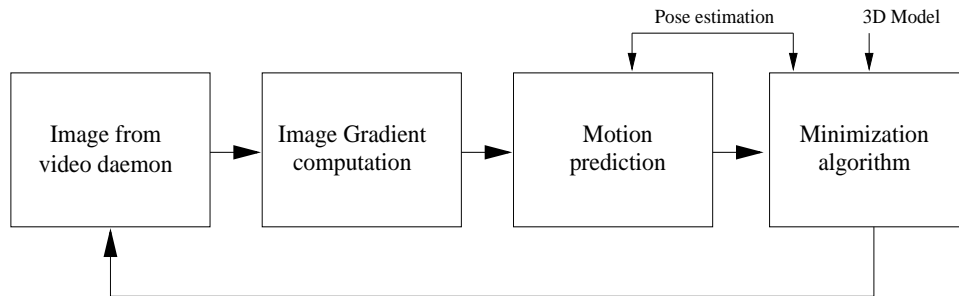 Pose estimation
3D Model
Image from
video daemon
Image Gradient
computation
Motion
prediction
Minimization
algorithm